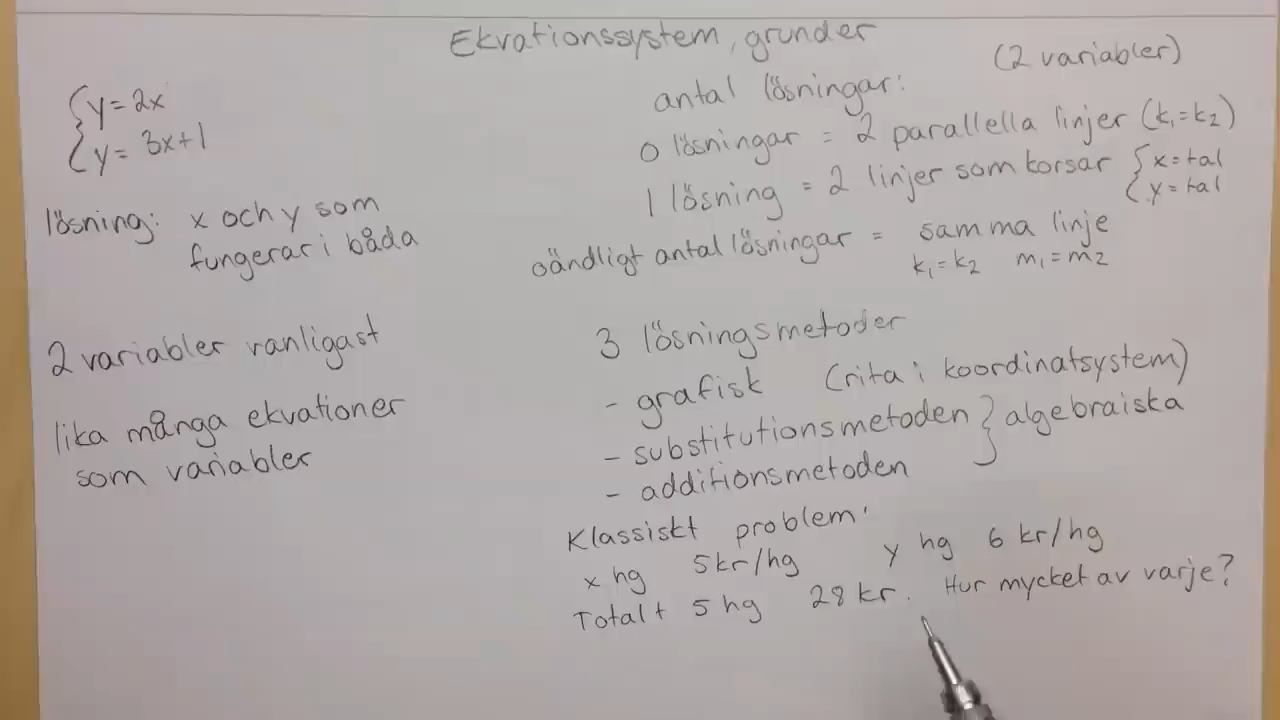 Ekvationssystem, grunder
{y=2x
{y=3x+1
lösning: x och y som
fungerar i båda
2 variabler vanligast
lika många ekvationer
som variabler
(2 variabler)
antal lösningar:
0 lösningar = 2 parallella linjer (k₁=k₂)
1 lösning = 2 linjer som korsar {x=tal
{y=tal
oändligt antal lösningar = samma linje
k₁=k₂ m₁=m₂
3 lösningsmetoder
- grafisk (rita i koordinatsystem)
- substitutionsmetoden } algebraiska
- additionsmetoden
Klassiskt problem:
x hg 5kr/hg y hg 6 kr/hg
Totalt 5 hg 28 kr. Hur mycket av varje?